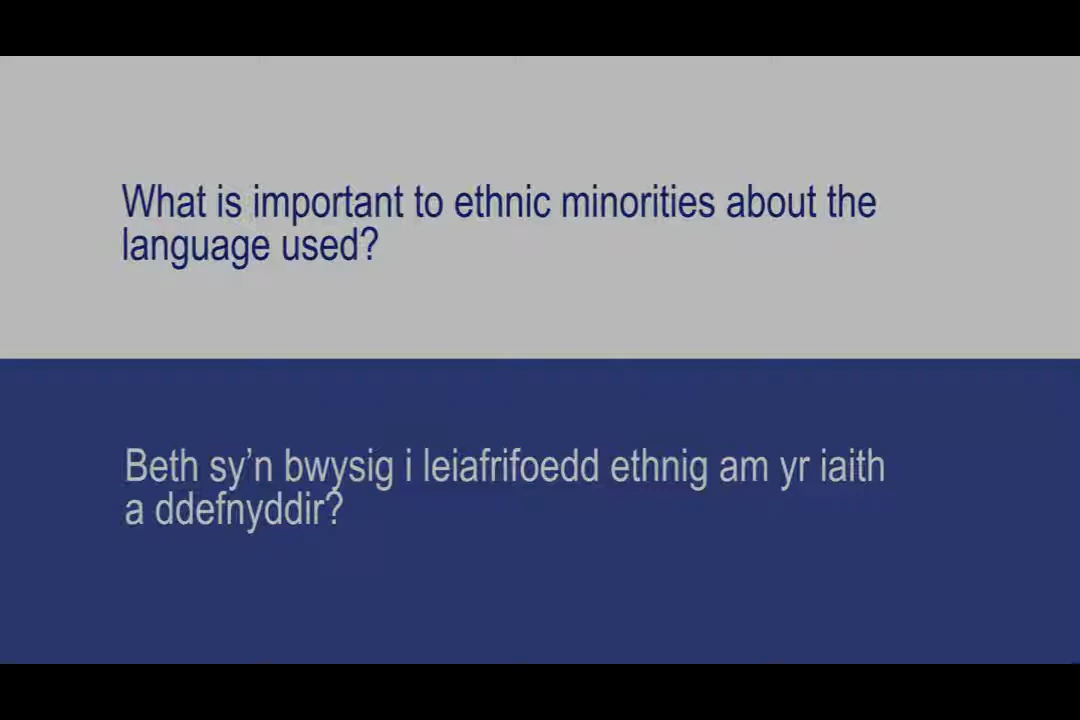 What is important to ethnic minorities about the
language used?
Beth sy’n bwysig i leiafrifoedd ethnig am yr iaith
a ddefnyddir?